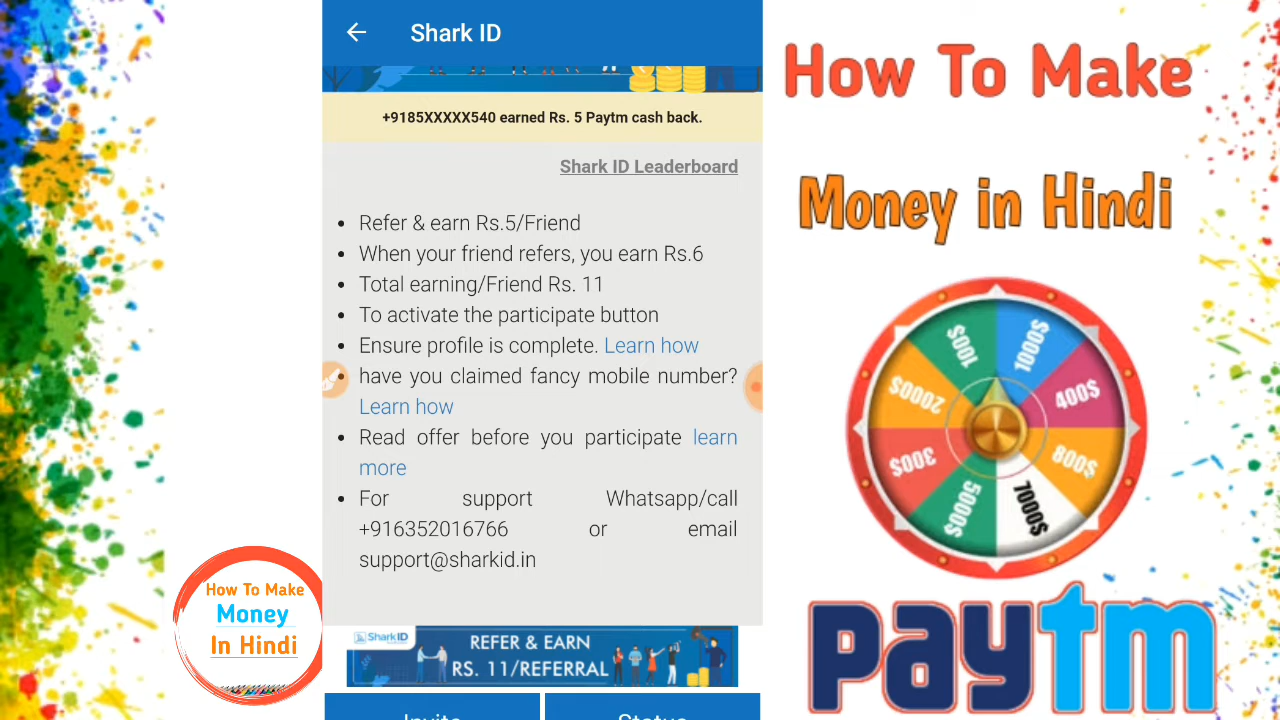 Shark ID
+9185XXXXX540 earned Rs. 5 Paytm cash back.
Shark ID Leaderboard
Refer & earn Rs.5/Friend
When your friend refers, you earn Rs.6
Total earning/Friend Rs. 11
To activate the participate button
Ensure profile is complete. Learn how
have you claimed fancy mobile number?
Learn how
Read offer before you participate learn
more
For support Whatsapp/call
+916352016766 or email
support@sharkid.in
Shark ID
REFER & EARN
RS. 11/REFERRAL
Invite
Status
How To Make
Money
In Hindi
How To Make
Money in Hindi
100$
1000$
400$
800$
7000$
5000$
300$
2000$
paytm